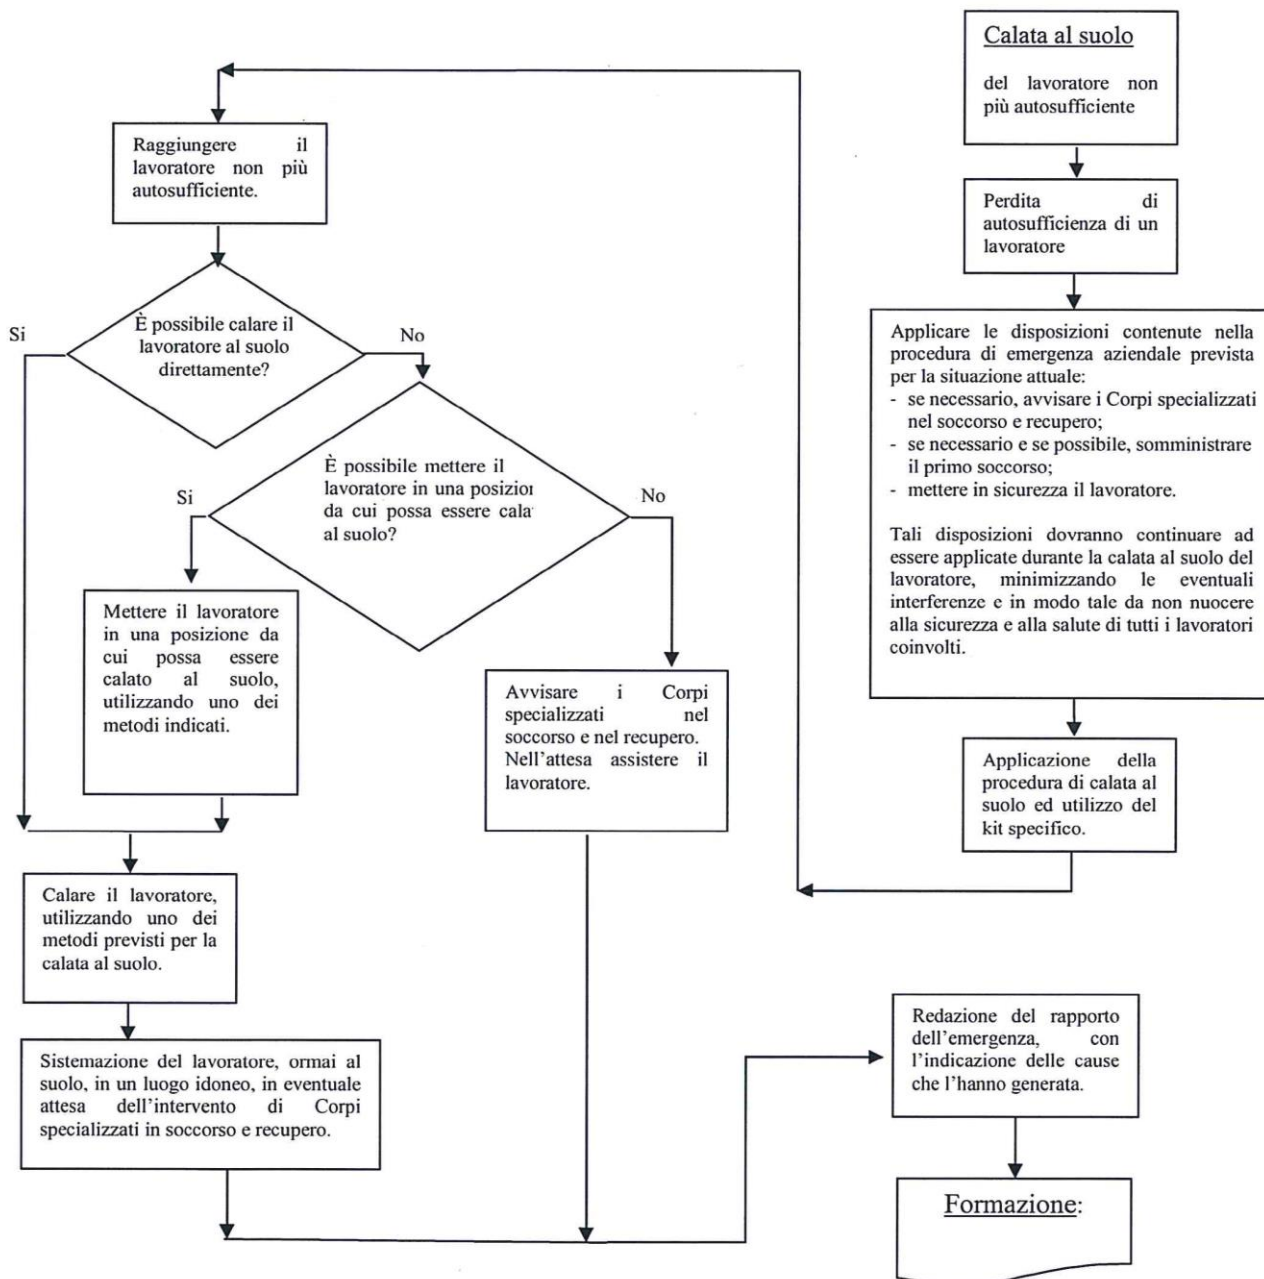 Calata al suolo
del lavoratore non
più autosufficiente
Perdita di
autosufficienza di un
lavoratore
Applicare le disposizioni contenute nella
procedura di emergenza aziendale prevista
per la situazione attuale:
- se necessario, avvisare i Corpi specializzati
nel soccorso e recupero;
- se necessario e se possibile, somministrare
il primo soccorso;
- mettere in sicurezza il lavoratore.
Tali disposizioni dovranno continuare ad
essere applicate durante la calata al suolo del
lavoratore, minimizzando le eventuali
interferenze e in modo tale da non nuocere
alla sicurezza e alla salute di tutti i lavoratori
coinvolti.
Applicazione della
procedura di calata al
suolo ed utilizzo del
kit specifico.
Raggiungere il
lavoratore non più
autosufficiente.
È possibile calare il
lavoratore al suolo
direttamente?
Si
No
È possibile mettere il
lavoratore in una posizion
da cui possa essere cala
al suolo?
Si
No
Mettere il lavoratore
in una posizione da
cui possa essere
calato al suolo,
utilizzando uno dei
metodi indicati.
Avvisare i Corpi
specializzati nel
soccorso e nel recupero.
Nell'attesa assistere il
lavoratore.
Calare il lavoratore,
utilizzando uno dei
metodi previsti per la
calata al suolo.
Sistemazione del lavoratore, ormai al
suolo, in un luogo idoneo, in eventuale
attesa dell'intervento di Corpi
specializzati in soccorso e recupero.
Redazione del rapporto
dell'emergenza, con
l'indicazione delle cause
che l'hanno generata.
Formazione: